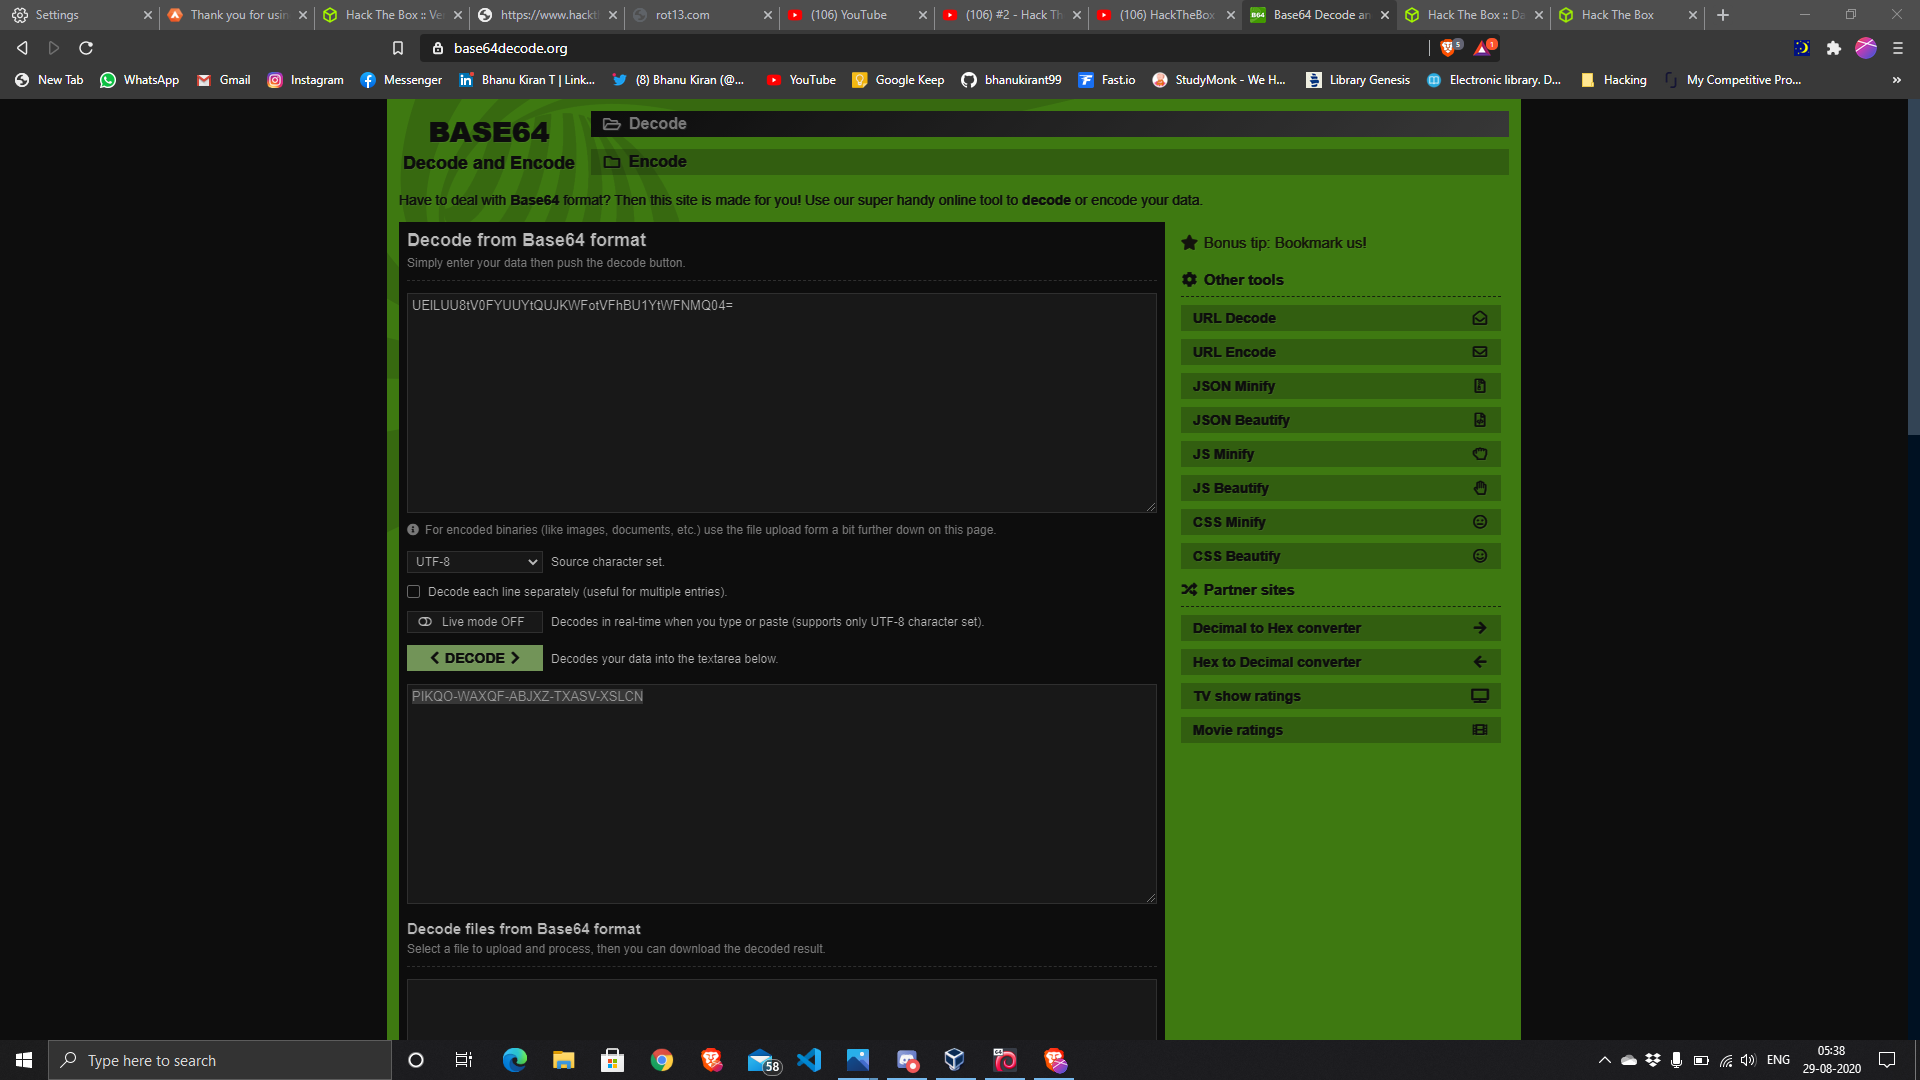 Settings
Thank you for usin
Hack The Box :: Ve
https://www.hackt
rot13.com
(106) YouTube
(106) #2 - Hack Th
(106) HackTheBox
B64
Base64 Decode an
Hack The Box :: Da
Hack The Box
base64decode.org
5
1
New Tab
WhatsApp
Gmail
Instagram
Messenger
Bhanu Kiran T | Link...
(8) Bhanu Kiran (@...
YouTube
Google Keep
bhanukirant99
Fast.io
StudyMonk - We H...
Library Genesis
Electronic library. D...
Hacking
My Competitive Pro...
»
BASE64
Decode and Encode
Decode
Encode
Have to deal with Base64 format? Then this site is made for you! Use our super handy online tool to decode or encode your data.
Decode from Base64 format
Simply enter your data then push the decode button.
UElLUU8tV0FYUUYtQUJKWFotVFhBU1YtWFNMQ04=
For encoded binaries (like images, documents, etc.) use the file upload form a bit further down on this page.
UTF-8
Source character set.
Decode each line separately (useful for multiple entries).
Live mode OFF
Decodes in real-time when you type or paste (supports only UTF-8 character set).
DECODE
Decodes your data into the textarea below.
PIKQO-WAXQF-ABJXZ-TXASV-XSLCN
Decode files from Base64 format
Select a file to upload and process, then you can download the decoded result.
Bonus tip: Bookmark us!
Other tools
URL Decode
URL Encode
JSON Minify
JSON Beautify
JS Minify
JS Beautify
CSS Minify
CSS Beautify
Partner sites
Decimal to Hex converter
Hex to Decimal converter
TV show ratings
Movie ratings
Type here to search
58
64
ENG
05:38
29-08-2020